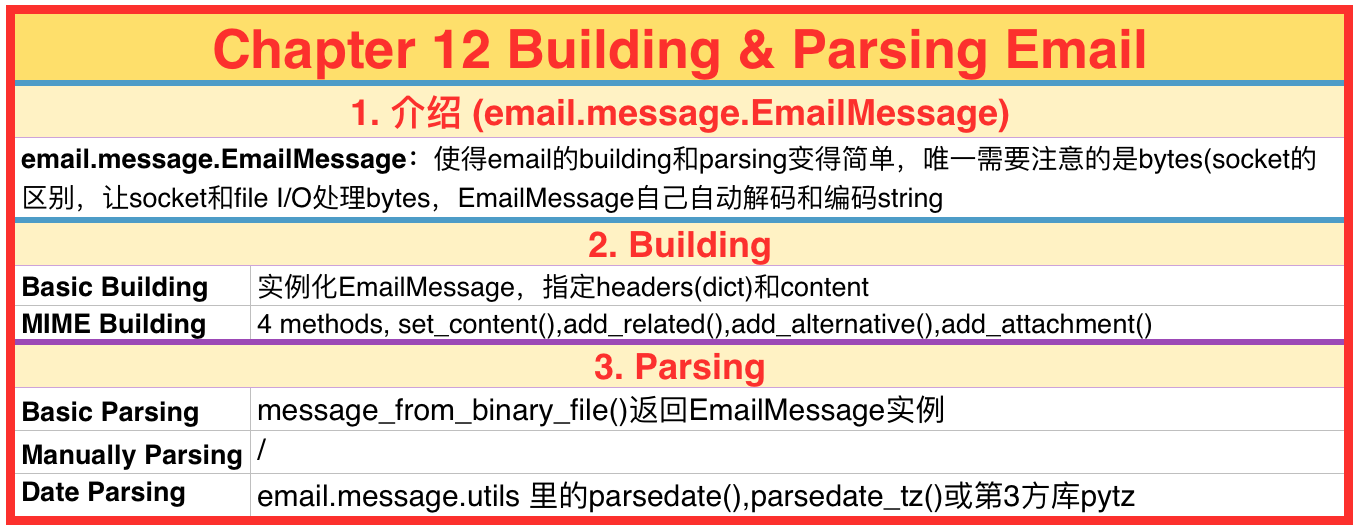 Chapter 12 Building & Parsing Email
1. 介绍 (email.message.EmailMessage)
email.message.EmailMessage：使得email的building和parsing变得简单，唯一需要注意的是bytes(socket的
区别，让socket和file I/O处理bytes，EmailMessage自己自动解码和编码string
2. Building
Basic Building 实例化EmailMessage，指定headers(dict)和content
MIME Building 4 methods, set_content(),add_related(),add_alternative(),add_attachment()
3. Parsing
Basic Parsing message_from_binary_file()返回EmailMessage实例
Manually Parsing /
Date Parsing email.message.utils 里的parsedate(),parsedate_tz()或第3方库pytz